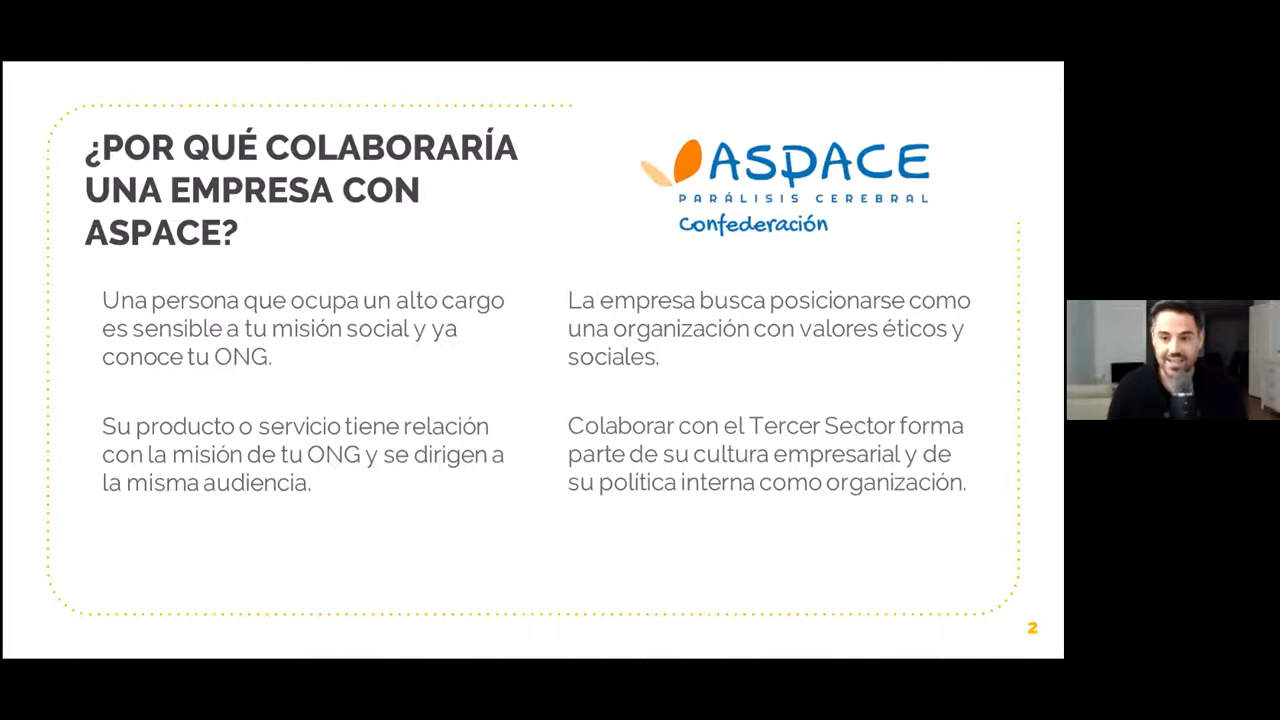 ¿POR QUÉ COLABORARÍA
UNA EMPRESA CON
ASPACE?
ASPACE
PARÁLISIS CEREBRAL
Confederación
Una persona que ocupa un alto cargo
es sensible a tu misión social y ya
conoce tu ONG.
Su producto o servicio tiene relación
con la misión de tu ONG y se dirigen a
la misma audiencia.
La empresa busca posicionarse como
una organización con valores éticos y
sociales.
Colaborar con el Tercer Sector forma
parte de su cultura empresarial y de
su política interna como organización.
2